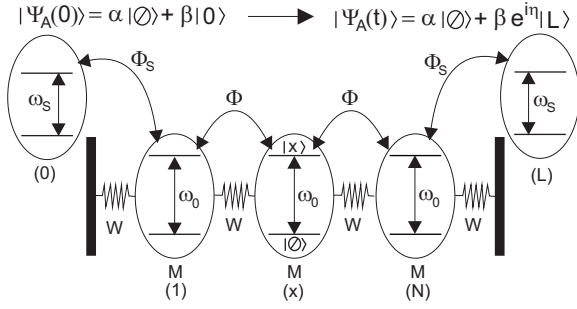 |Ψ_A(0)⟩ = α |∅⟩ + β |0⟩ ⟶ |Ψ_A(t)⟩ = α |∅⟩ + β e^{iη} |L⟩
Φ_S Φ Φ Φ_S
ω_S |x⟩ ω_S
(0) ω_0 ω_0 ω_0 (L)
W W |∅⟩ W W
M M M
(1) (x) (N)